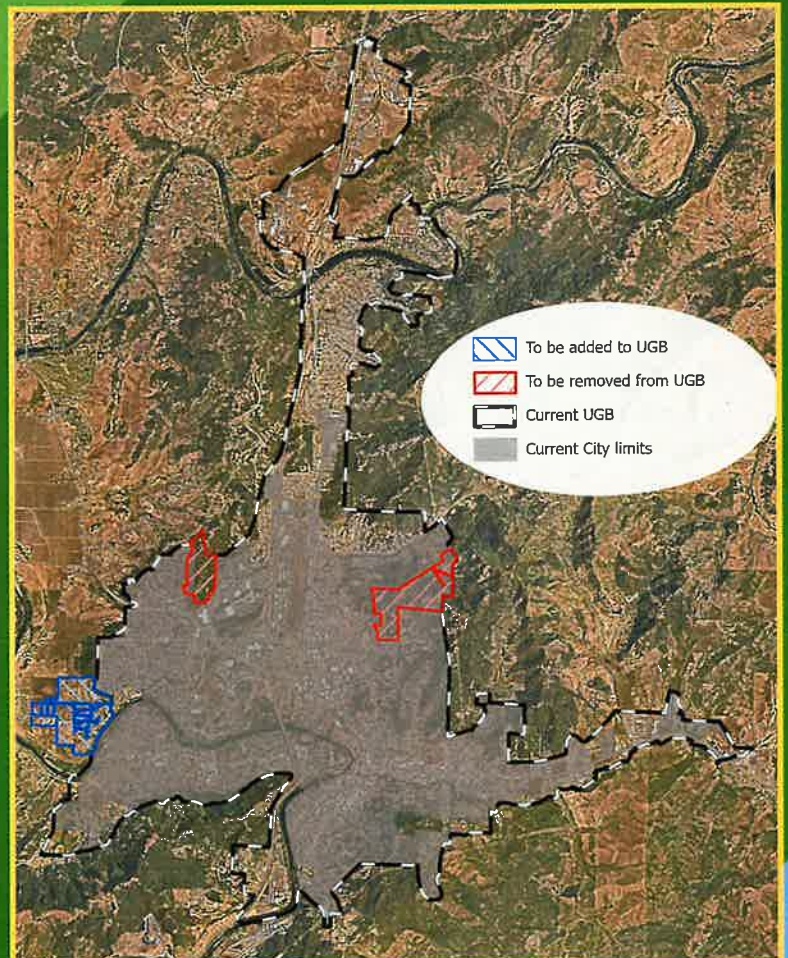 To be added to UGB
To be removed from UGB
Current UGB
Current City limits